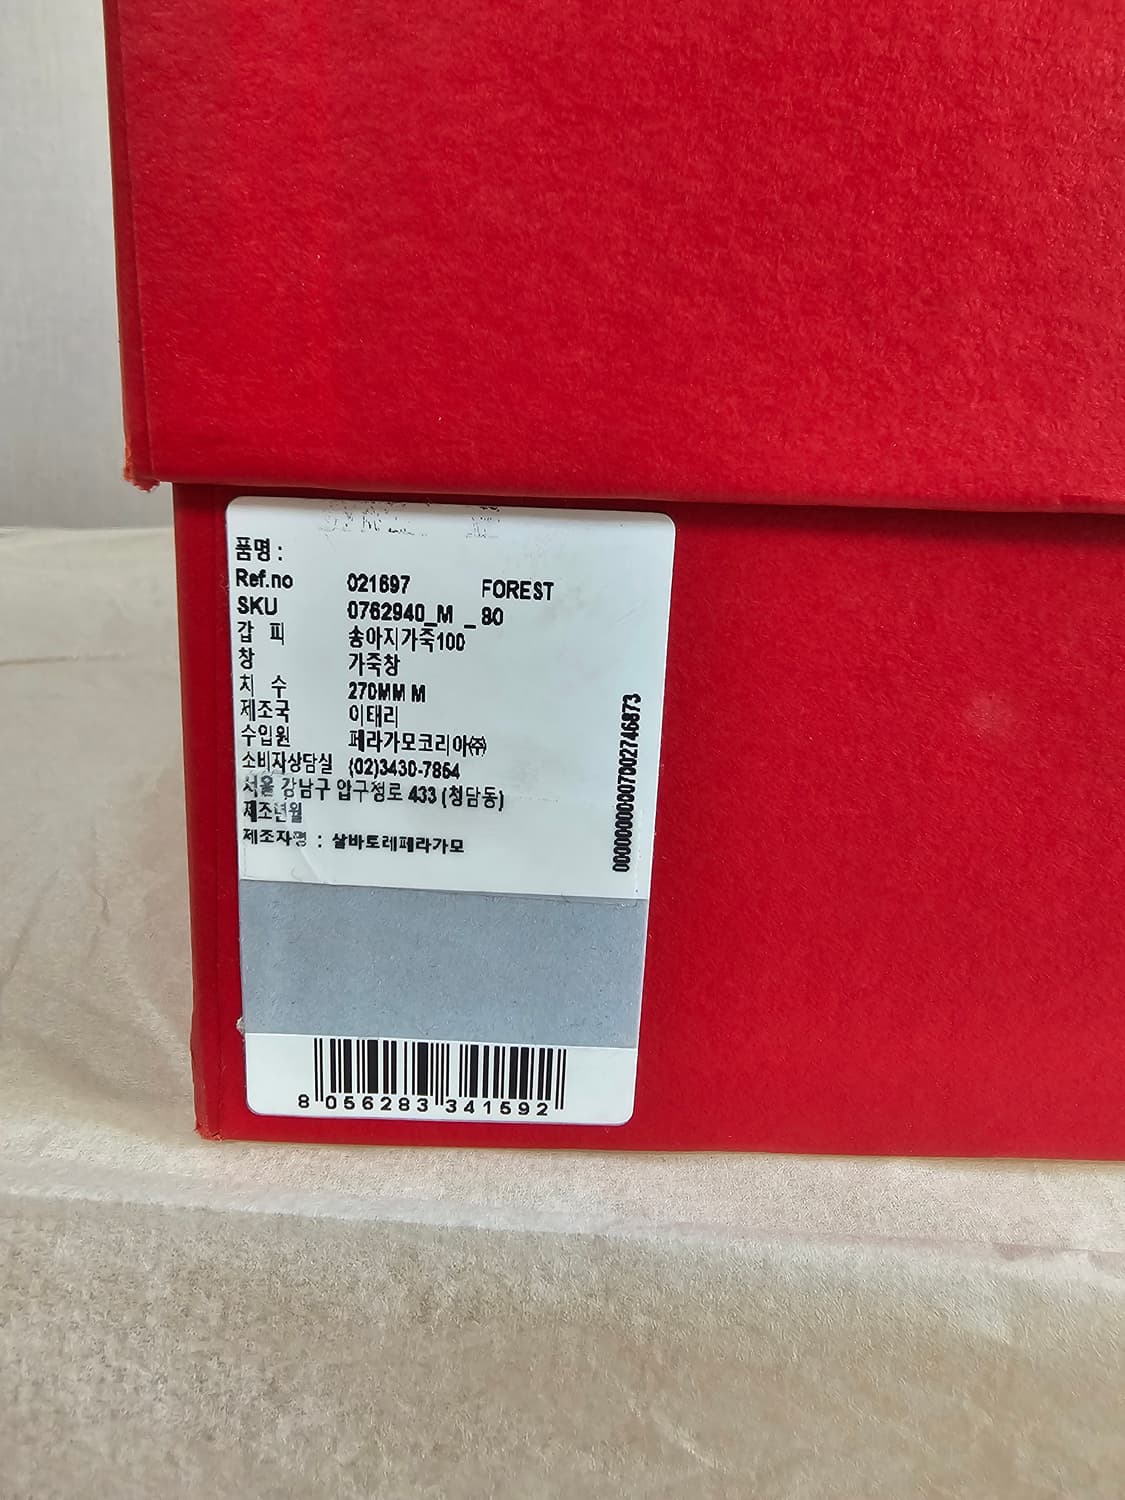 품명 :
Ref.no 021697 FOREST
SKU 0762940_M _ 80
갑 피 송아지가죽100
창 가죽창
치 수 270MM M
제조국 이태리
수입원 페라가모코리아㈜
소비자상담실 (02)3430-7854
서울 강남구 압구정로 433 (청담동)
제조년월
제조자명 : 살바토레페라가모
0000000007002746873
8 056283 341592